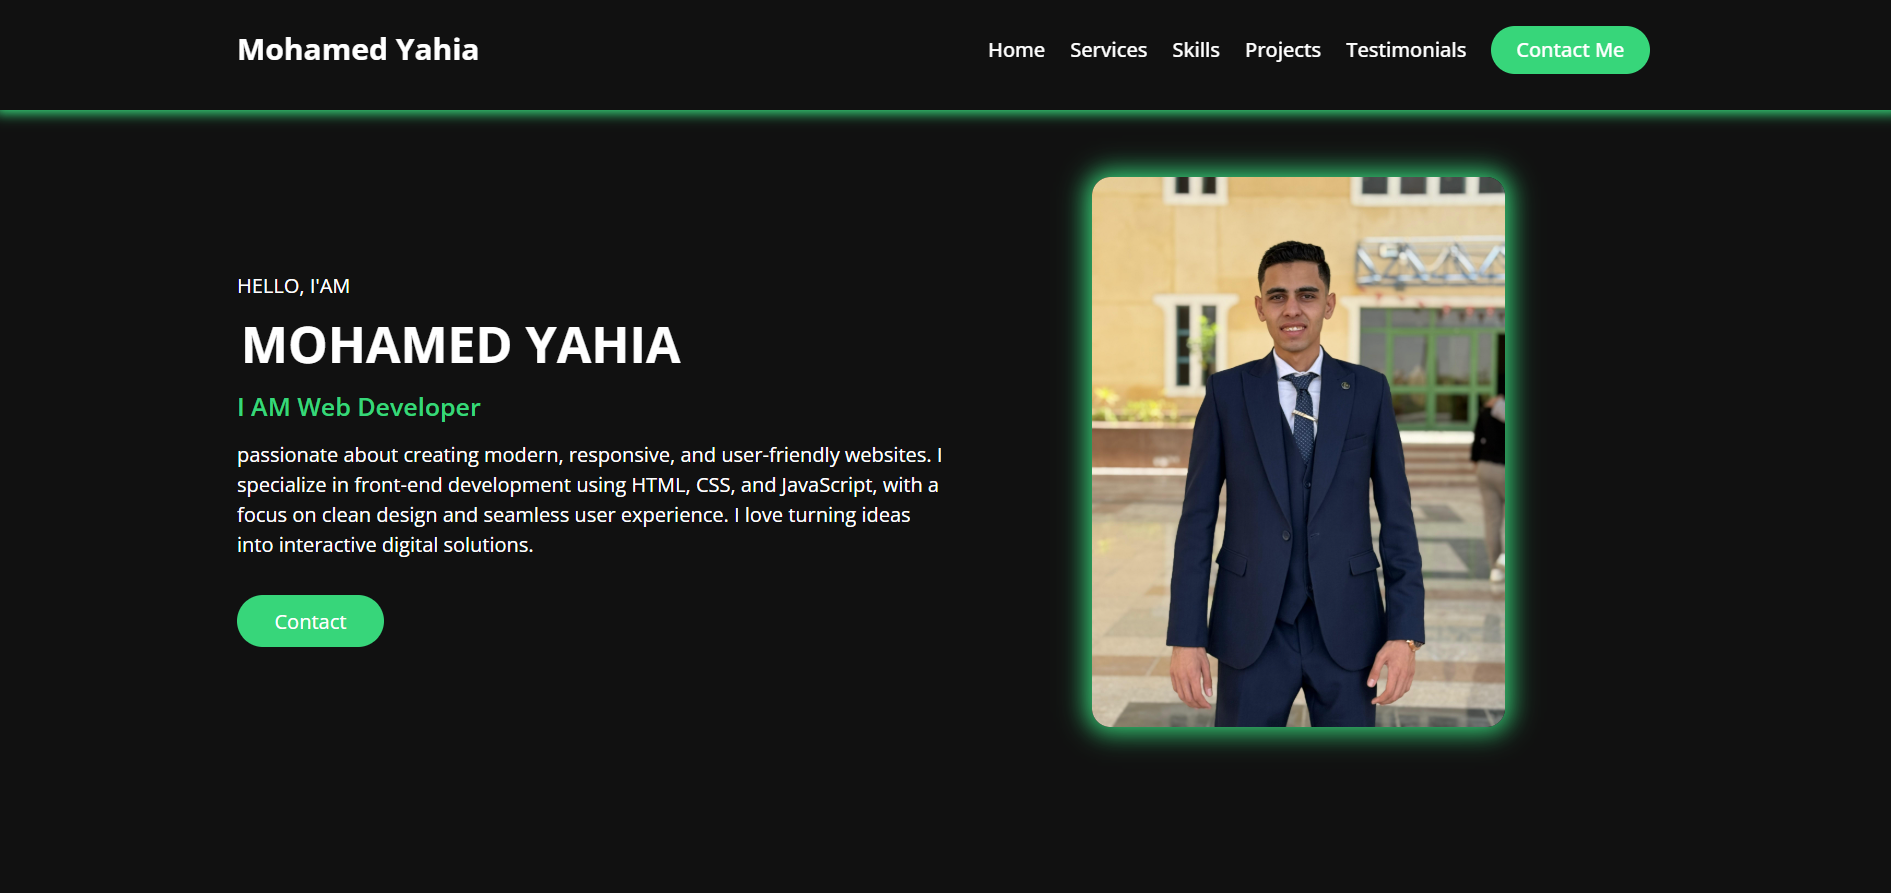 Mohamed Yahia
Home Services Skills Projects Testimonials Contact Me
HELLO, I'AM
MOHAMED YAHIA
I AM Web Developer
passionate about creating modern, responsive, and user-friendly websites. I
specialize in front-end development using HTML, CSS, and JavaScript, with a
focus on clean design and seamless user experience. I love turning ideas
into interactive digital solutions.
Contact